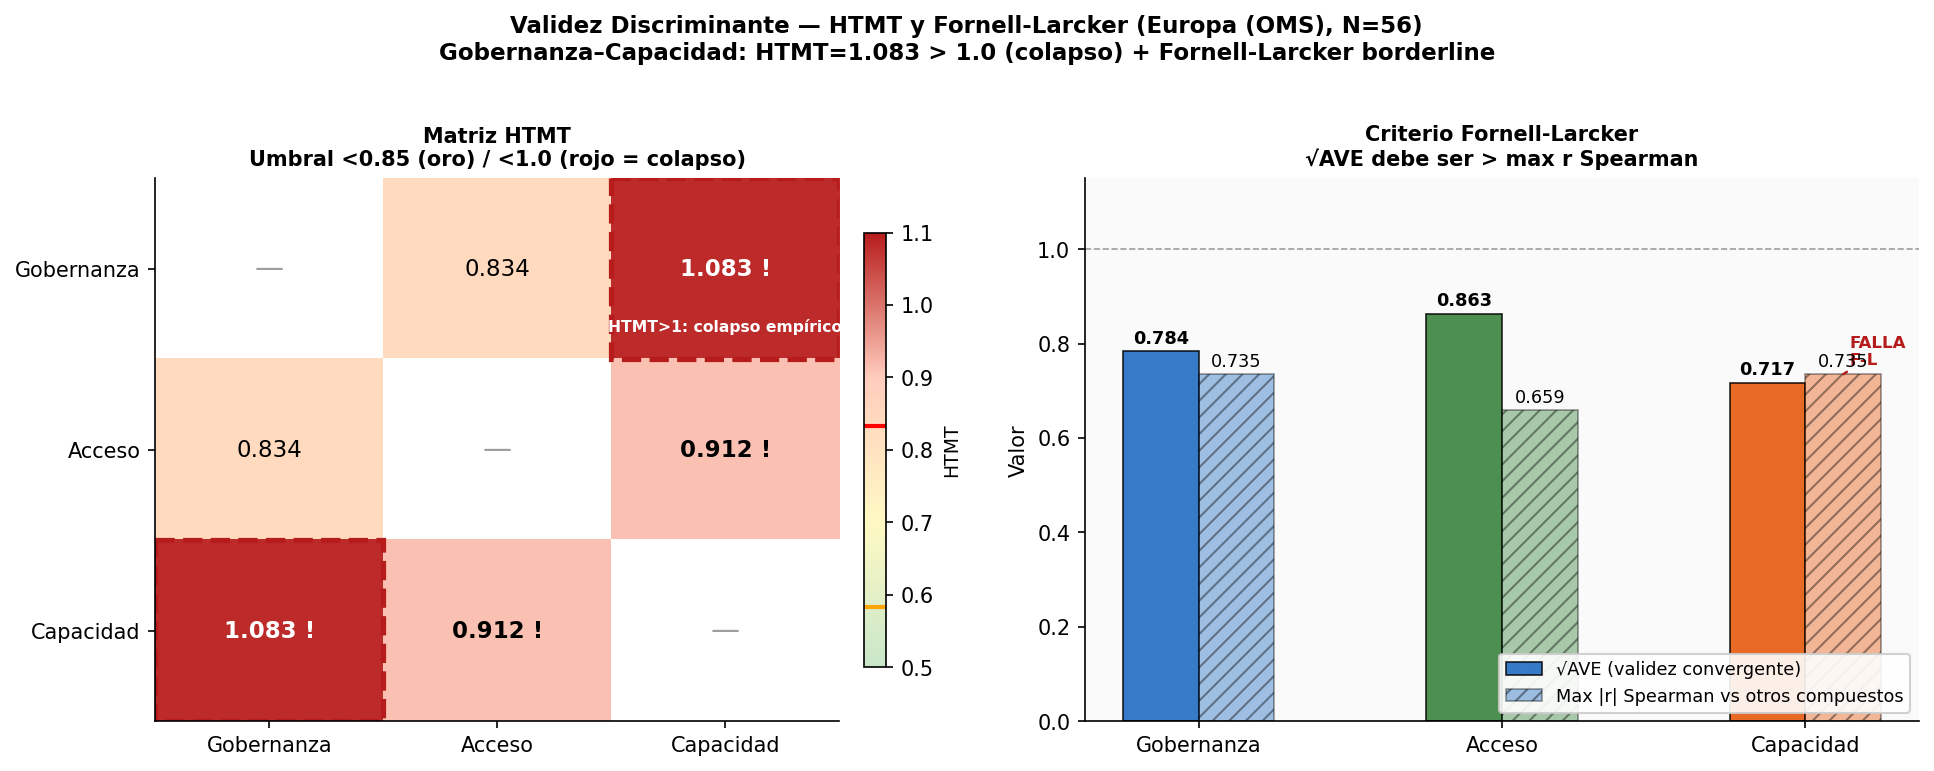 Validez Discriminante — HTMT y Fornell-Larcker (Europa (OMS), N=56)
Gobernanza–Capacidad: HTMT=1.083 > 1.0 (colapso) + Fornell-Larcker borderline
Matriz HTMT
Umbral <0.85 (oro) / <1.0 (rojo = colapso)
Gobernanza
—
0.834
1.083 !
HTMT>1: colapso empírico
Acceso
0.834
—
0.912 !
Capacidad
1.083 !
0.912 !
—
Gobernanza
Acceso
Capacidad
1.1
1.0
0.9
0.8
0.7
0.6
0.5
HTMT
Criterio Fornell-Larcker
√AVE debe ser > max r Spearman
Valor
1.0
0.8
0.6
0.4
0.2
0.0
0.784
0.735
0.863
0.659
0.717
0.735
FALLA
F-L
√AVE (validez convergente)
Max |r| Spearman vs otros compuestos
Gobernanza
Acceso
Capacidad